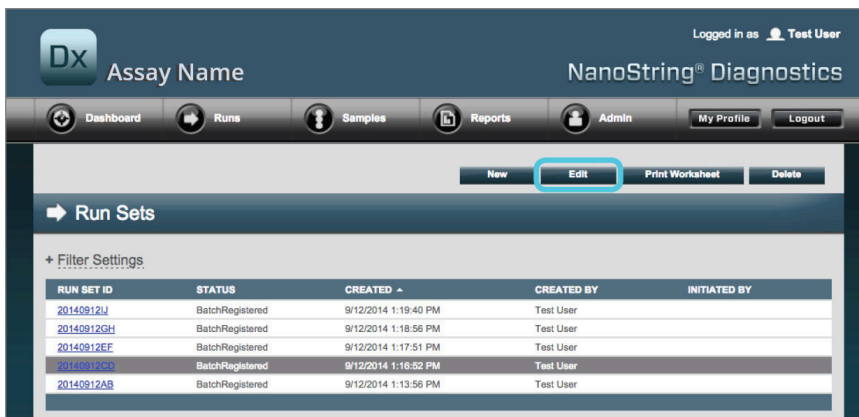 Logged in as Test User
Dx Assay Name
NanoString® Diagnostics
Dashboard Runs Samples Reports Admin My Profile Logout
New Edit Print Worksheet Delete
Run Sets
+ Filter Settings
RUN SET ID STATUS CREATED CREATED BY INITIATED BY
20140912IJ BatchRegistered 9/12/2014 1:19:40 PM Test User
20140912GH BatchRegistered 9/12/2014 1:18:56 PM Test User
20140912EF BatchRegistered 9/12/2014 1:17:51 PM Test User
20140912CD BatchRegistered 9/12/2014 1:16:52 PM Test User
20140912AB BatchRegistered 9/12/2014 1:13:56 PM Test User